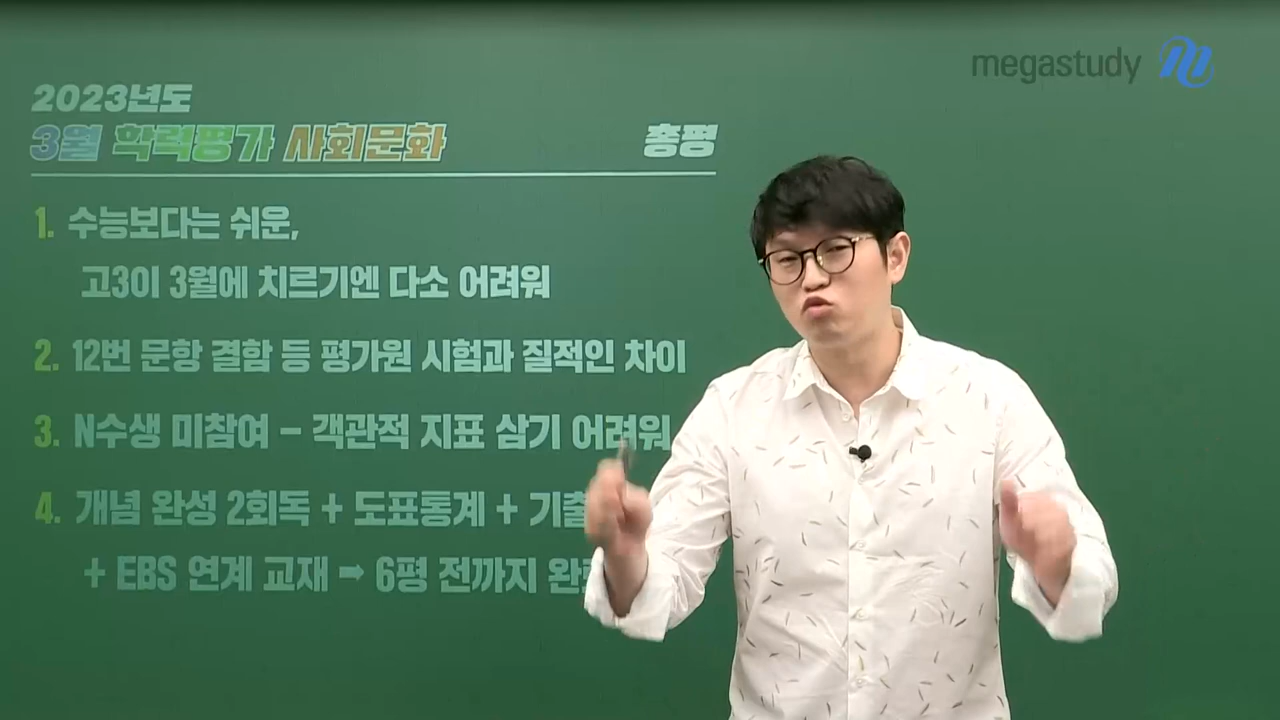 megastudy
2023년도
3월 학력평가 사회문화 총평
1. 수능보다는 쉬운,
고3이 3월에 치르기엔 다소 어려워
2. 12번 문항 결함 등 평가원 시험과 질적인 차이
3. N수생 미참여 - 객관적 지표 삼기 어려워
4. 개념 완성 2회독 + 도표통계 + 기출
+ EBS 연계 교재 ➡ 6평 전까지